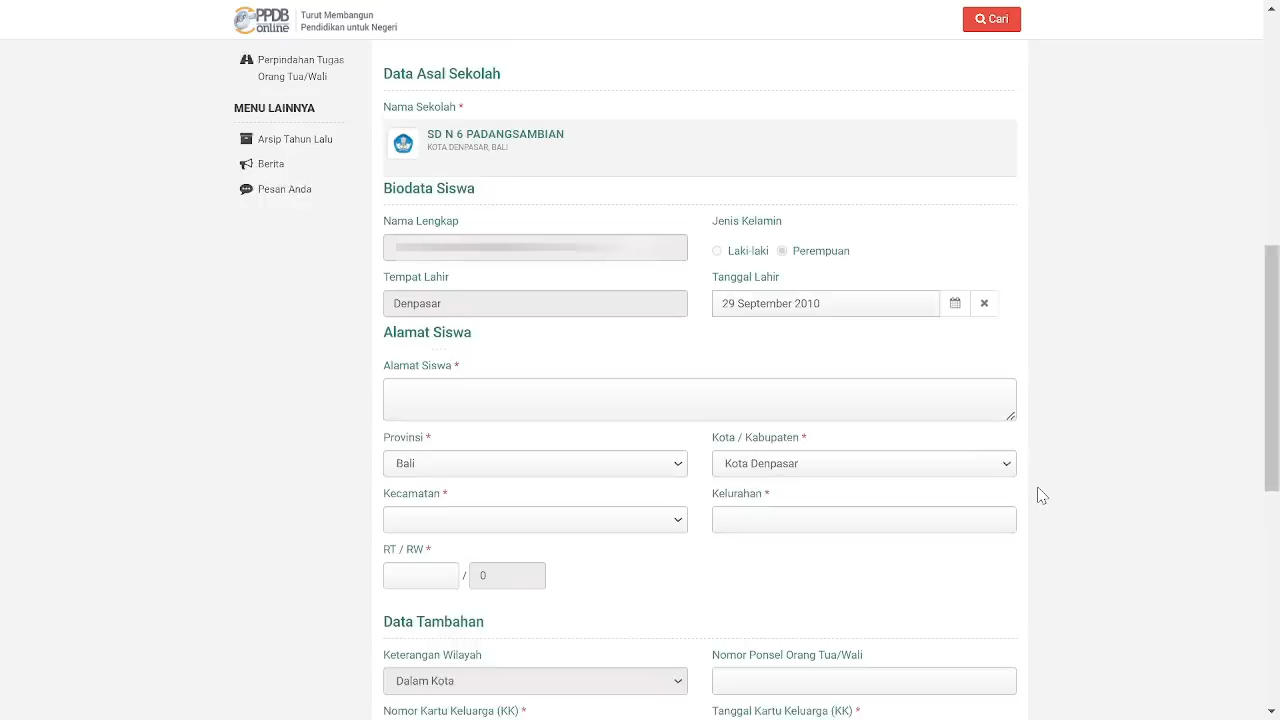 PPDB
online
Turut Membangun
Pendidikan untuk Negeri
Cari
Perpindahan Tugas
Orang Tua/Wali
MENU LAINNYA
Arsip Tahun Lalu
Berita
Pesan Anda
Data Asal Sekolah
Nama Sekolah *
SD N 6 PADANGSAMBIAN
KOTA DENPASAR, BALI
Biodata Siswa
Nama Lengkap
Jenis Kelamin
Laki-laki Perempuan
Tempat Lahir
Tanggal Lahir
Denpasar
29 September 2010
Alamat Siswa
Alamat Siswa *
Provinsi *
Kota / Kabupaten *
Bali
Kota Denpasar
Kecamatan *
Kelurahan *
RT / RW *
/ 0
Data Tambahan
Keterangan Wilayah
Nomor Ponsel Orang Tua/Wali
Dalam Kota
Nomor Kartu Keluarga (KK) *
Tanggal Kartu Keluarga (KK) *